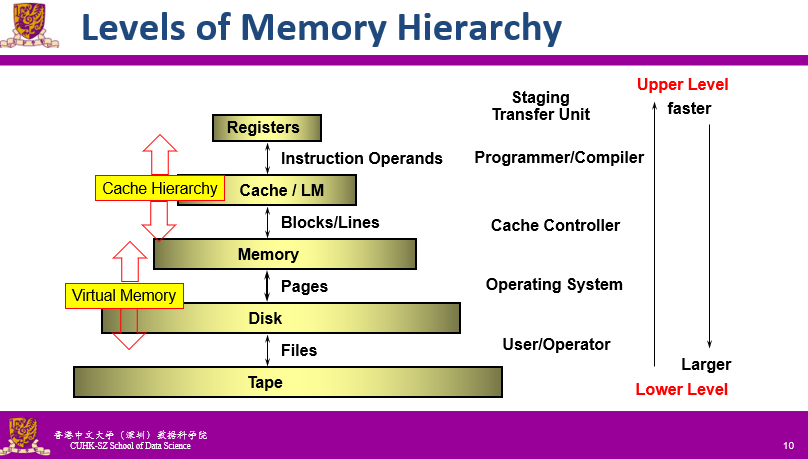 Levels of Memory Hierarchy
Upper Level
Staging
Transfer Unit
faster
Registers
Instruction Operands
Programmer/Compiler
Cache Hierarchy
Cache / LM
Blocks/Lines
Cache Controller
Memory
Pages
Operating System
Virtual Memory
Disk
Files
User/Operator
Larger
Tape
Lower Level
香港中文大学（深圳）数据科学院
CUHK-SZ School of Data Science
10